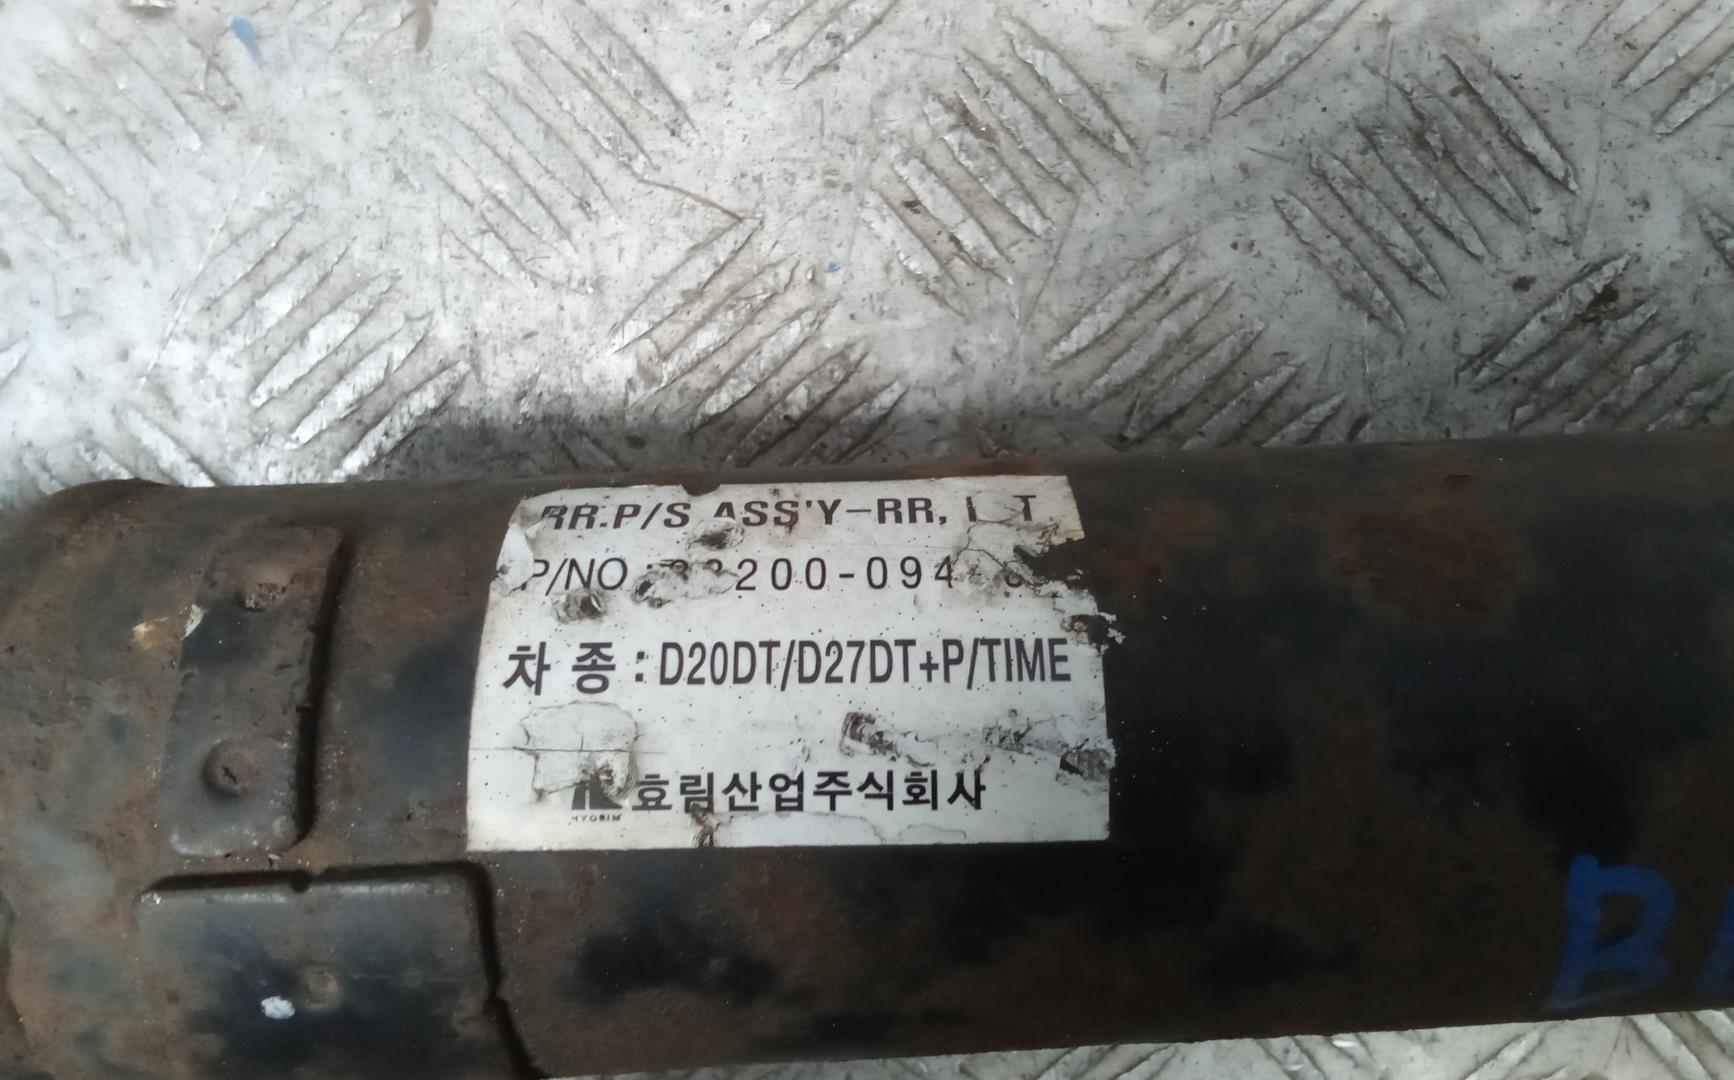 RR.P/S ASS'Y-RR,
P/NO : 200-094
차종 : D20DT/D27DT+P/TIME
효림산업주식회사
HYORIM